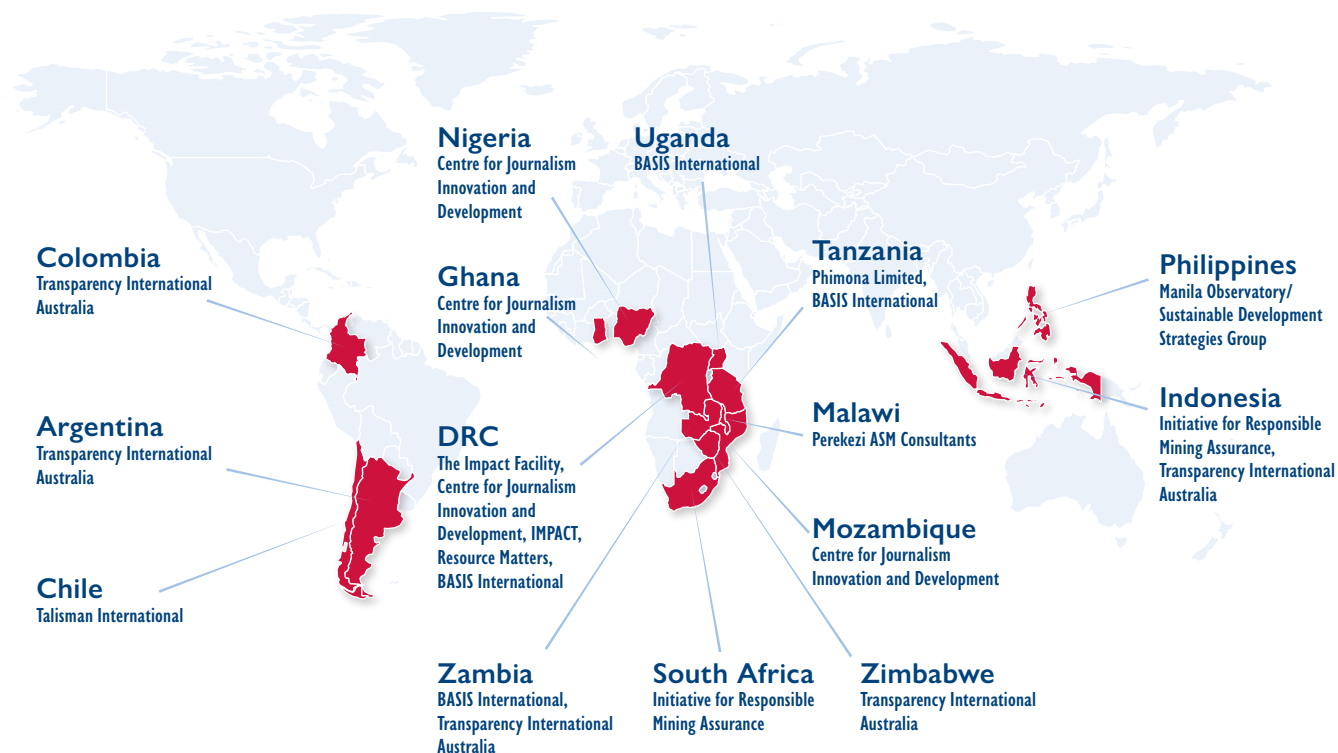 Nigeria
Centre for Journalism
Innovation and
Development
Uganda
BASIS International
Colombia
Transparency International
Australia
Ghana
Centre for Journalism
Innovation and
Development
Tanzania
Phimona Limited,
BASIS International
Philippines
Manila Observatory/
Sustainable Development
Strategies Group
Argentina
Transparency International
Australia
DRC
The Impact Facility,
Centre for Journalism
Innovation and
Development, IMPACT,
Resource Matters,
BASIS International
Malawi
Perekezi ASM Consultants
Indonesia
Initiative for Responsible
Mining Assurance,
Transparency International
Australia
Mozambique
Centre for Journalism
Innovation and Development
Chile
Talisman International
Zambia
BASIS International,
Transparency International
Australia
South Africa
Initiative for Responsible
Mining Assurance
Zimbabwe
Transparency International
Australia